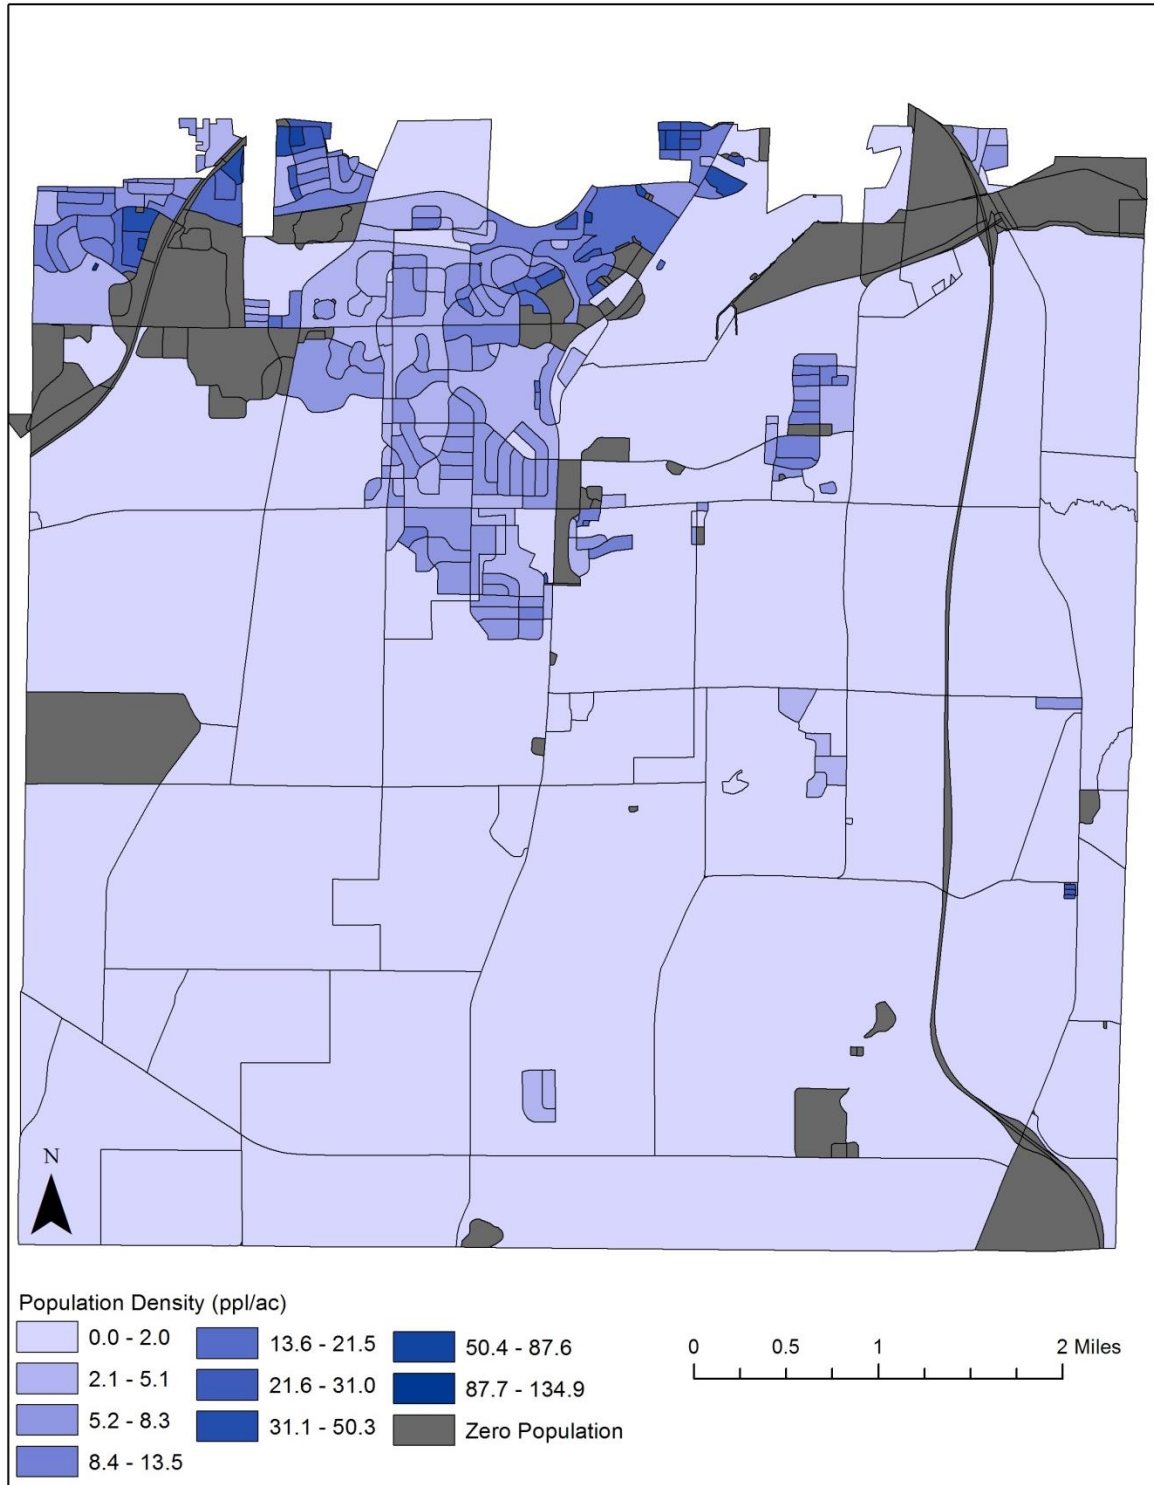 N
Population Density (ppl/ac)
0.0 - 2.0
2.1 - 5.1
5.2 - 8.3
8.4 - 13.5
13.6 - 21.5
21.6 - 31.0
31.1 - 50.3
50.4 - 87.6
87.7 - 134.9
Zero Population
0 0.5 1 2 Miles